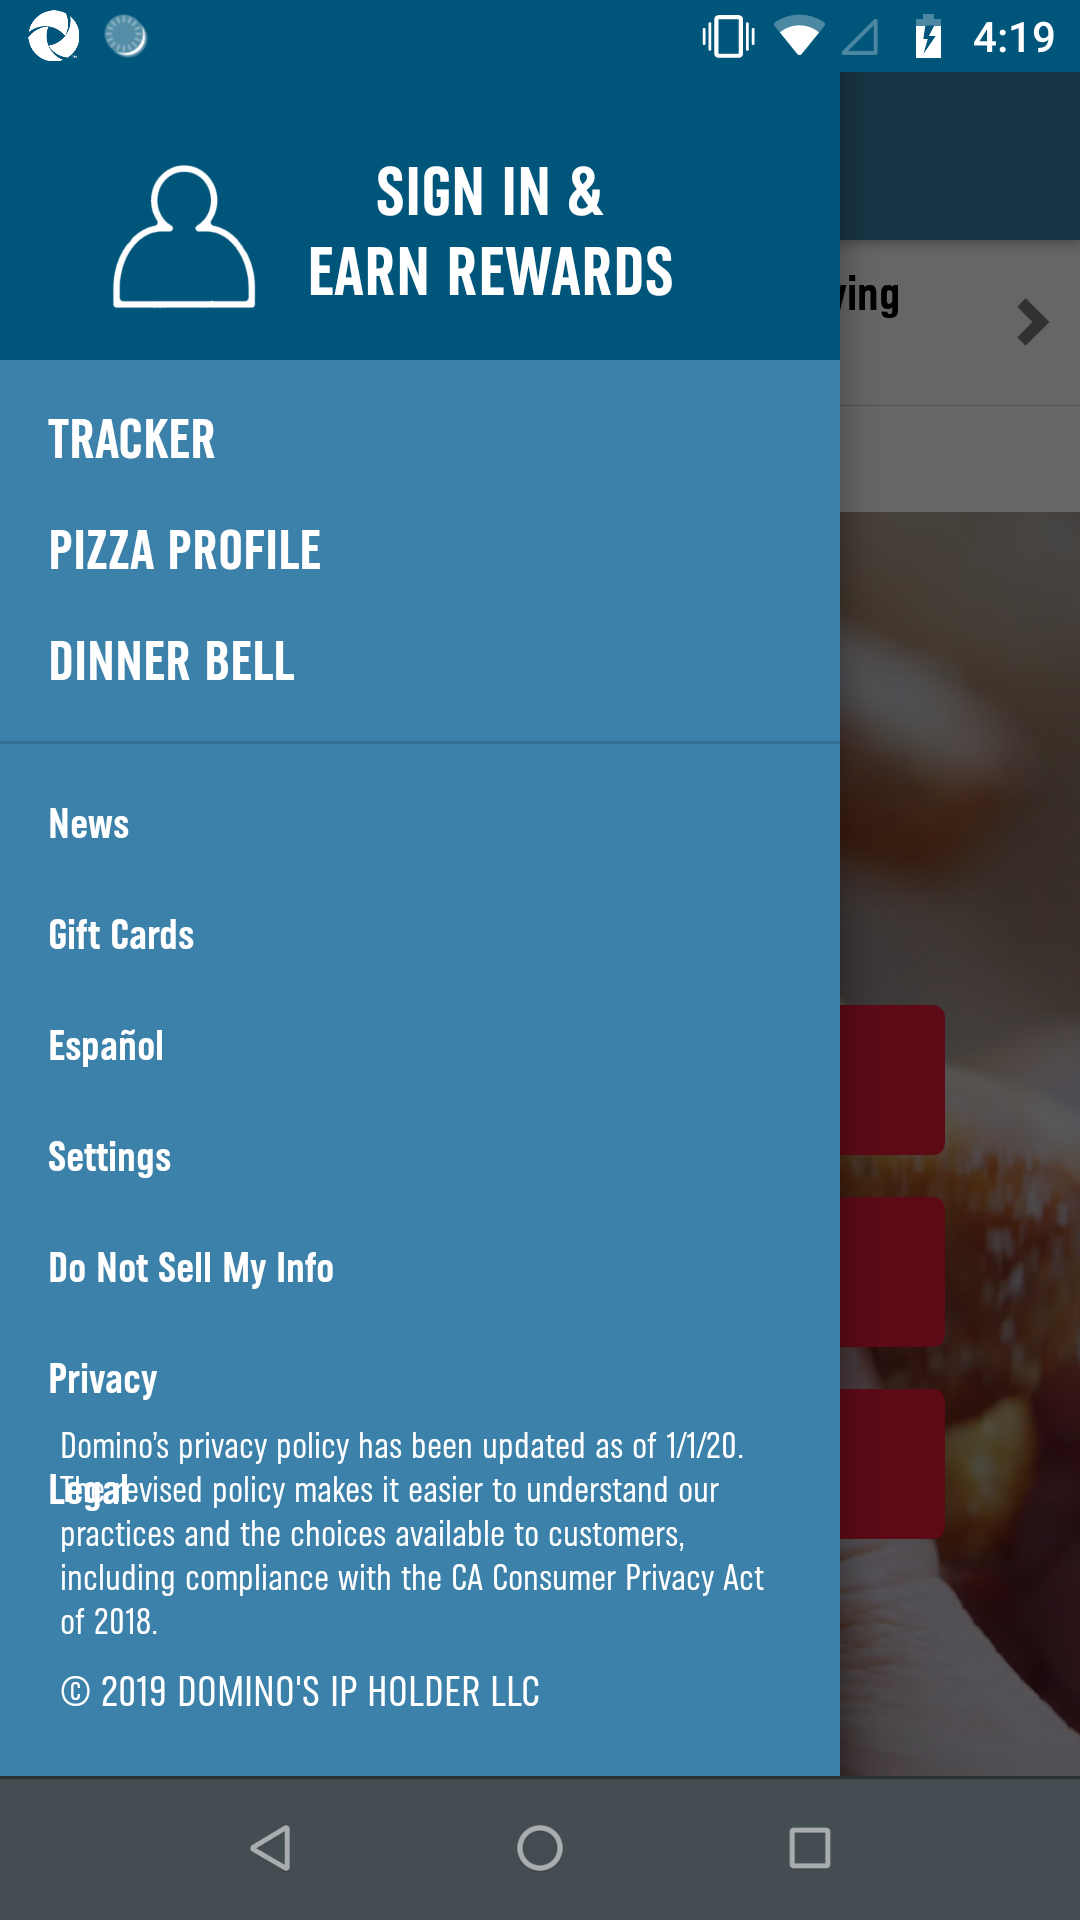 4:19
SIGN IN &
EARN REWARDS
ving
TRACKER
PIZZA PROFILE
DINNER BELL
News
Gift Cards
Español
Settings
Do Not Sell My Info
Privacy
Domino’s privacy policy has been updated as of 1/1/20.
Legal
The revised policy makes it easier to understand our
practices and the choices available to customers,
including compliance with the CA Consumer Privacy Act
of 2018.
© 2019 DOMINO'S IP HOLDER LLC